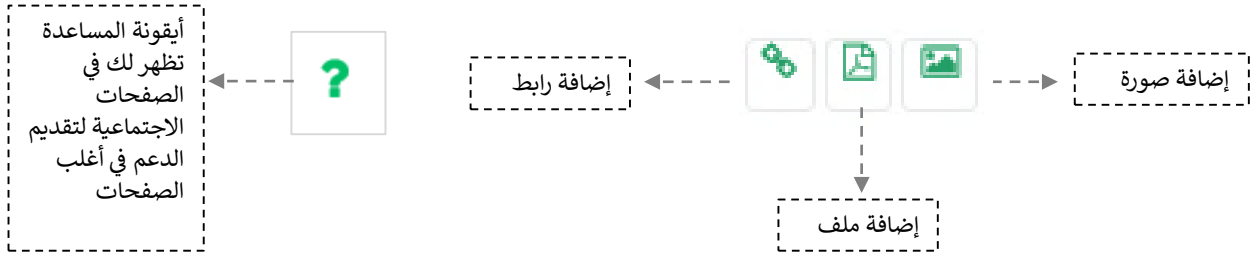 إضافة صورة
إضافة ملف
إضافة رابط
?
أيقونة المساعدة
تظهر لك في
الصفحات
الاجتماعية لتقديم
الدعم في أغلب
الصفحات